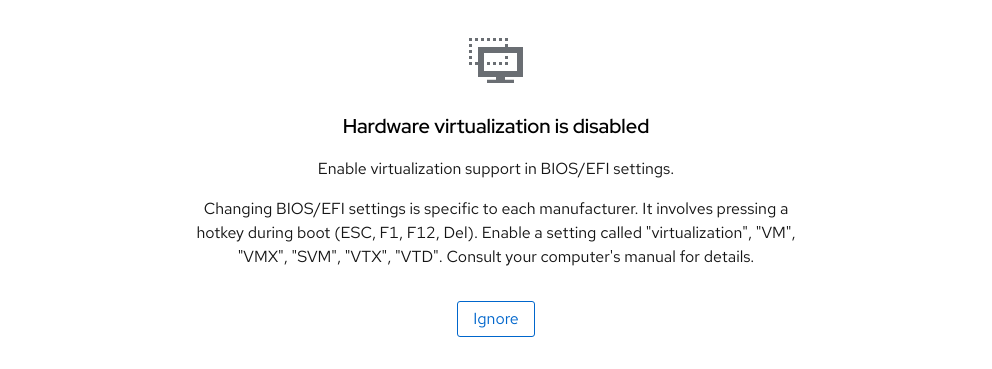 Hardware virtualization is disabled
Enable virtualization support in BIOS/EFI settings.
Changing BIOS/EFI settings is specific to each manufacturer. It involves pressing a
hotkey during boot (ESC, F1, F12, Del). Enable a setting called "virtualization", "VM",
"VMX", "SVM", "VTX", "VTD". Consult your computer's manual for details.
Ignore